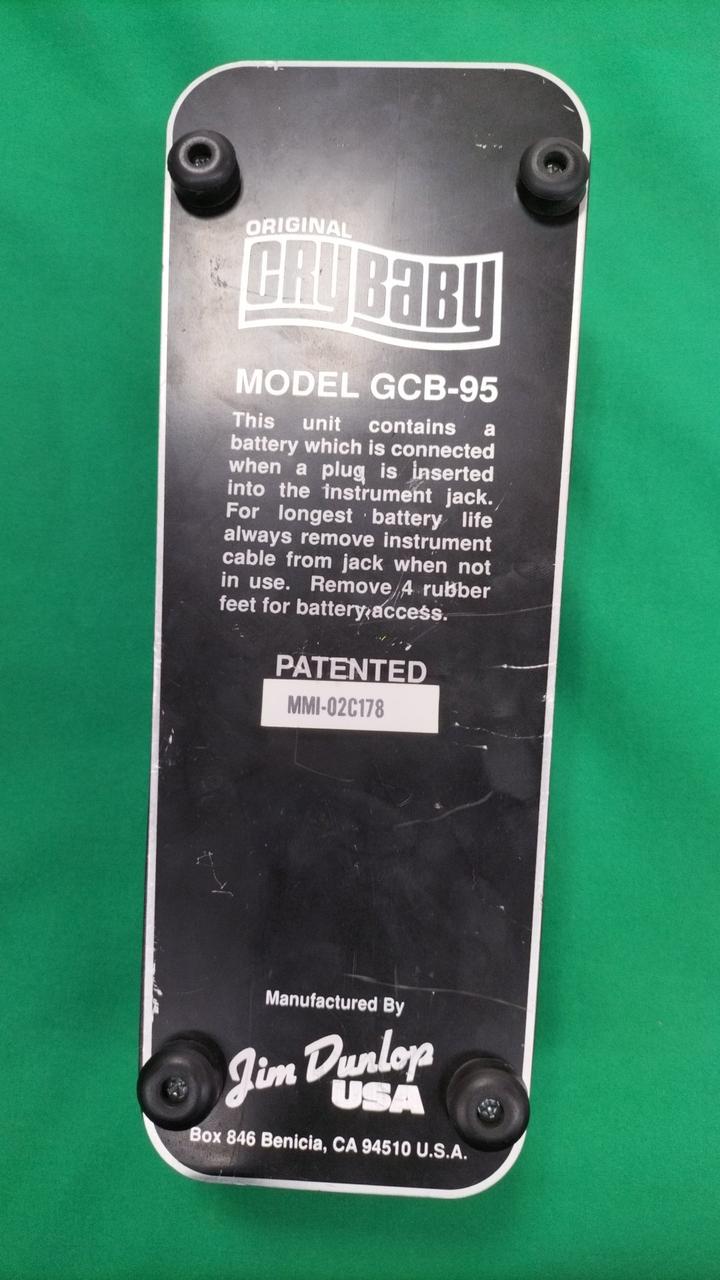 ORIGINAL
CRYBABY
MODEL GCB-95
This unit contains a
battery which is connected
when a plug is inserted
into the instrument jack.
For longest battery life
always remove instrument
cable from jack when not
in use. Remove 4 rubber
feet for battery access.
PATENTED
MMI-02C178
Manufactured By
Jim Dunlop
USA
Box 846 Benicia, CA 94510 U.S.A.